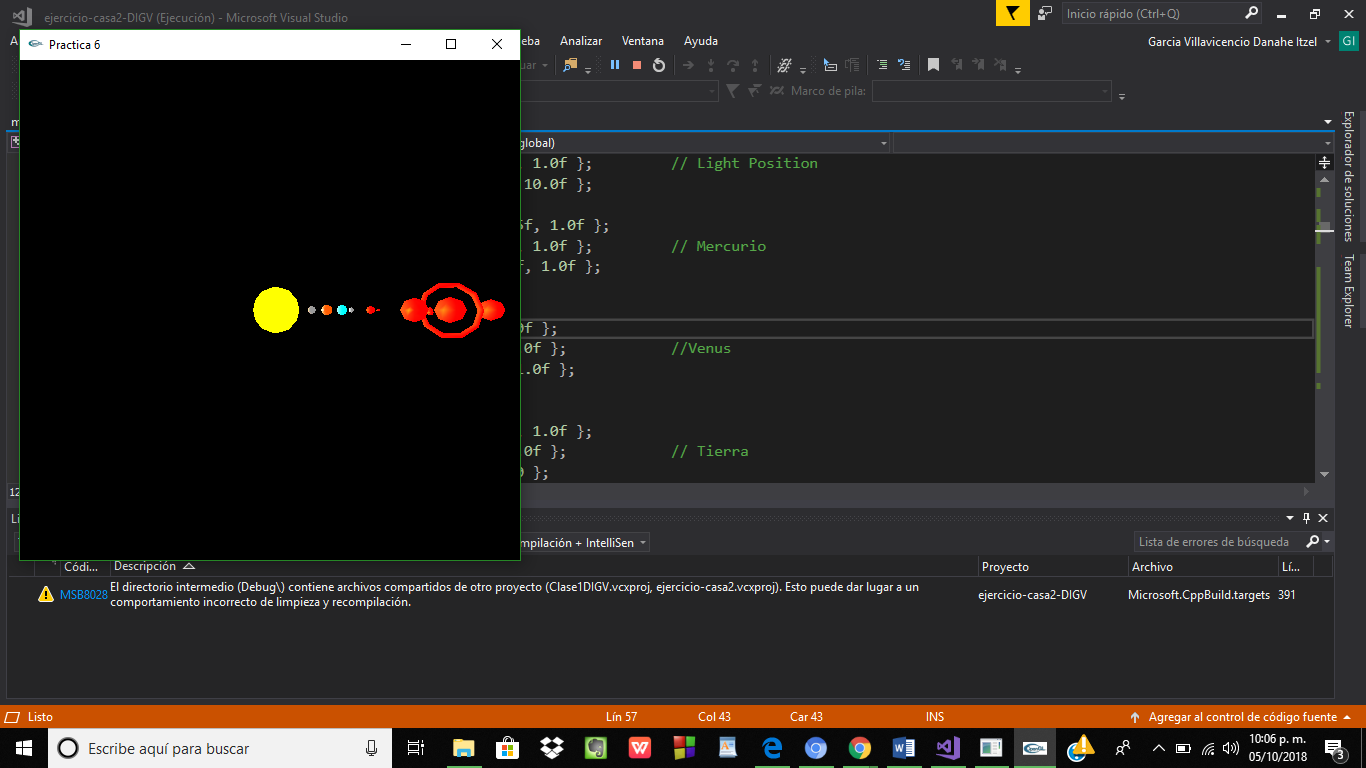 ejercicio-casa2-DIGV (Ejecución) - Microsoft Visual Studio
Inicio rápido (Ctrl+Q)
Practica 6
Analizar Ventana Ayuda
Garcia Villavicencio Danahe Itzel
GI
Marco de pila:
global)
1.0f }; // Light Position
10.0f };
f, 1.0f };
1.0f }; // Mercurio
f, 1.0f };
0f };
0f }; //Venus
1.0f };
1.0f };
0f }; // Tierra
};
Explorador de soluciones
Team Explorer
mpilación + IntelliSen
Lista de errores de búsqueda
Códi... Descripción Proyecto Archivo Lí...
MSB8028 El directorio intermedio (Debug\) contiene archivos compartidos de otro proyecto (Clase1DIGV.vcxproj, ejercicio-casa2.vcxproj). Esto puede dar lugar a un
comportamiento incorrecto de limpieza y recompilación.
ejercicio-casa2-DIGV Microsoft.CppBuild.targets 391
Listo Lín 57 Col 43 Car 43 INS Agregar al control de código fuente
Escribe aquí para buscar
10:06 p. m.
05/10/2018
3